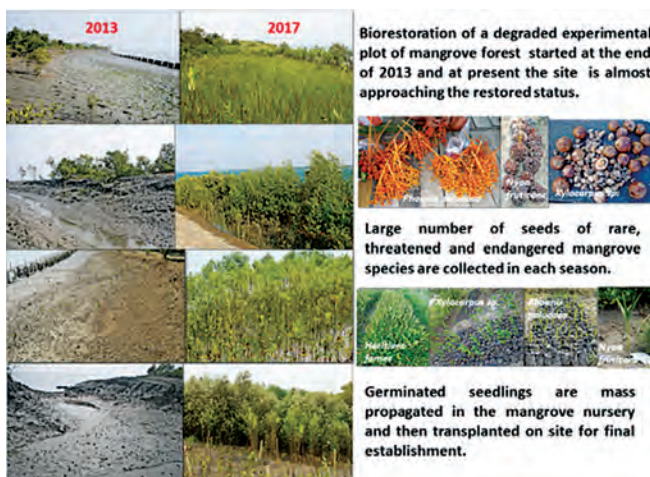 2013
2017
Biorestoration of a degraded experimental
plot of mangrove forest started at the end
of 2013 and at present the site is almost
approaching the restored status.
Phoenix
Nypa
fruticans
Xylocarpus sp.
Large number of seeds of rare,
threatened and endangered mangrove
species are collected in each season.
Heritiera
fomes
Xylocarpus sp.
Phoenix
paludosa
Nypa
fruticans
Germinated seedlings are mass
propagated in the mangrove nursery
and then transplanted on site for final
establishment.